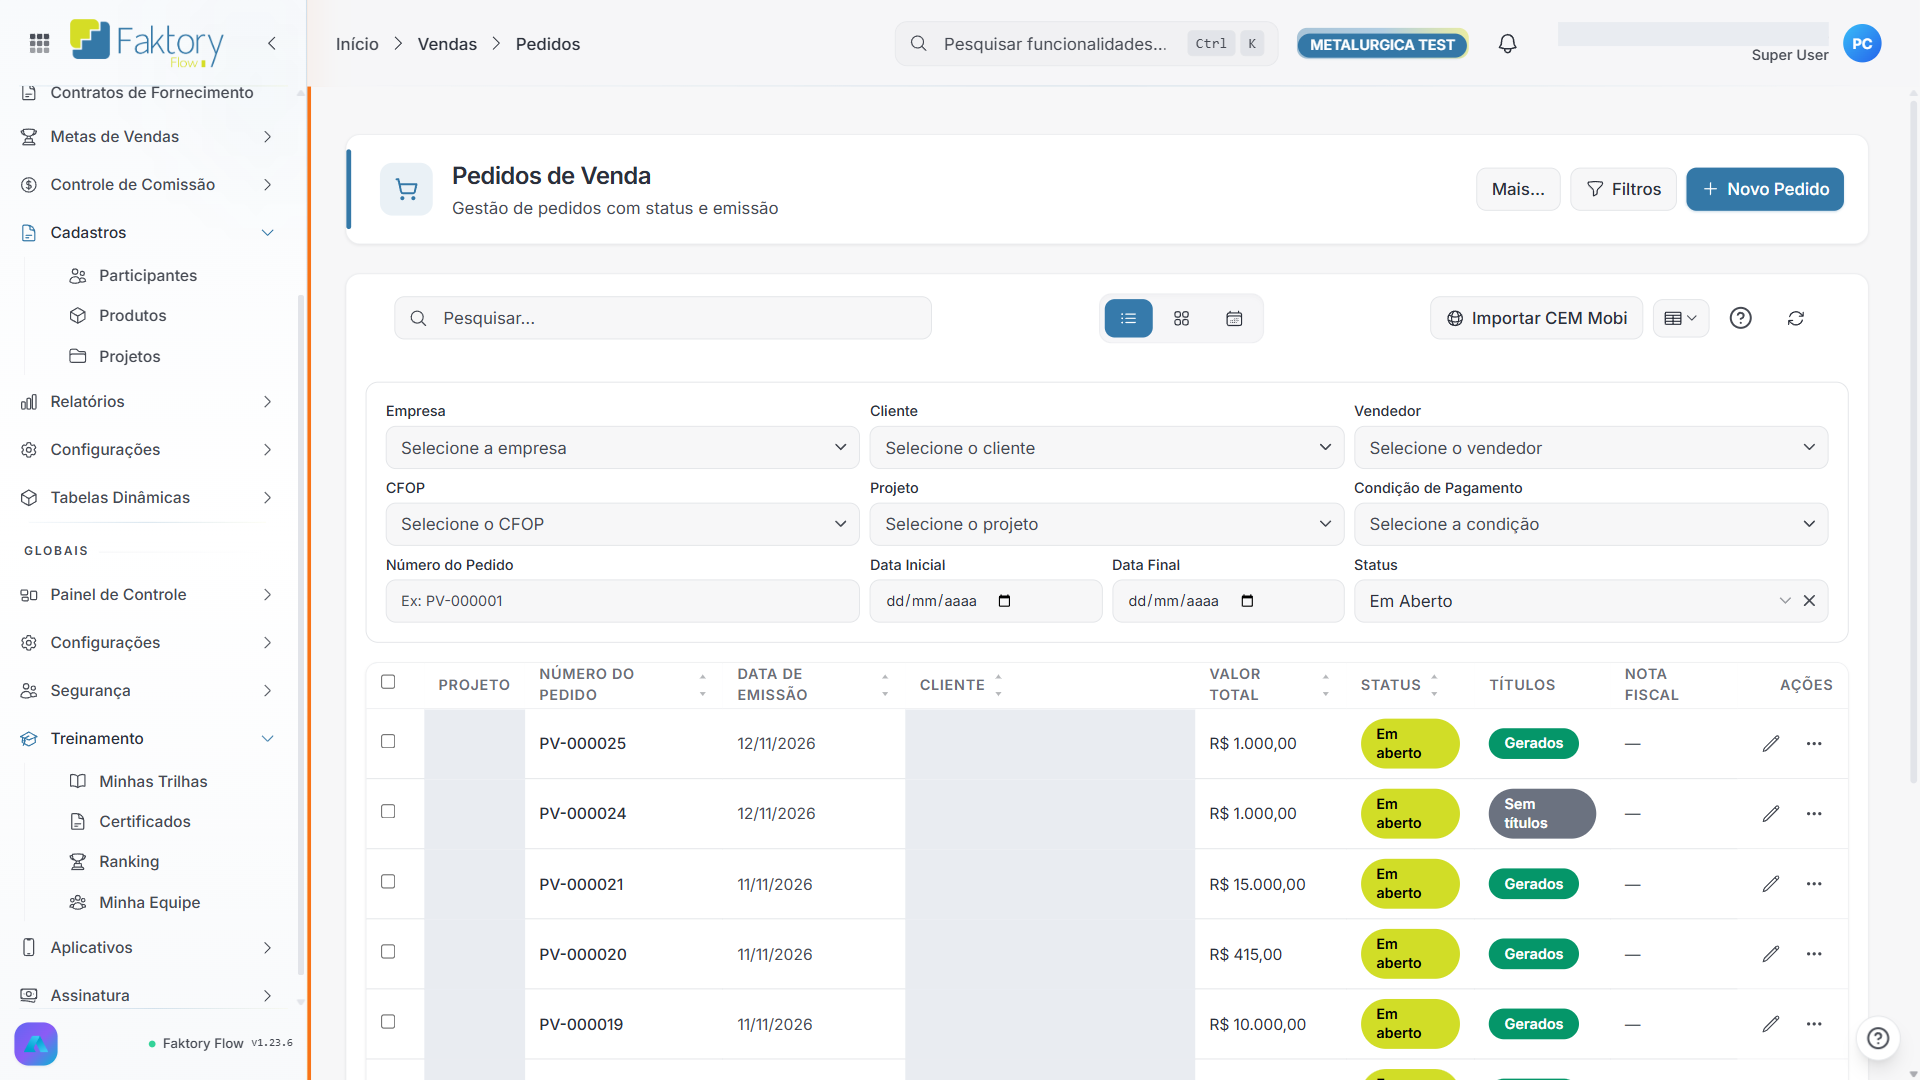 Faktory
Flow
Início
Vendas
Pedidos
Pesquisar funcionalidades...
Ctrl
K
METALURGICA TEST
Super User
PC
Contratos de Fornecimento
Metas de Vendas
Controle de Comissão
Cadastros
Participantes
Produtos
Projetos
Relatórios
Configurações
Tabelas Dinâmicas
GLOBAIS
Painel de Controle
Configurações
Segurança
Treinamento
Minhas Trilhas
Certificados
Ranking
Minha Equipe
Aplicativos
Assinatura
Faktory Flow v1.23.6
Pedidos de Venda
Gestão de pedidos com status e emissão
Mais...
Filtros
Novo Pedido
Pesquisar...
Importar CEM Mobi
Empresa
Cliente
Vendedor
Selecione a empresa
Selecione o cliente
Selecione o vendedor
CFOP
Projeto
Condição de Pagamento
Selecione o CFOP
Selecione o projeto
Selecione a condição
Número do Pedido
Data Inicial
Data Final
Status
Ex: PV-000001
dd/mm/aaaa
dd/mm/aaaa
Em Aberto
PROJETO
NÚMERO DO
PEDIDO
DATA DE
EMISSÃO
CLIENTE
VALOR
TOTAL
STATUS
TÍTULOS
NOTA
FISCAL
AÇÕES
PV-000025
12/11/2026
R$ 1.000,00
Em
aberto
Gerados
—
PV-000024
12/11/2026
R$ 1.000,00
Em
aberto
Sem
títulos
—
PV-000021
11/11/2026
R$ 15.000,00
Em
aberto
Gerados
—
PV-000020
11/11/2026
R$ 415,00
Em
aberto
Gerados
—
PV-000019
11/11/2026
R$ 10.000,00
Em
aberto
Gerados
—